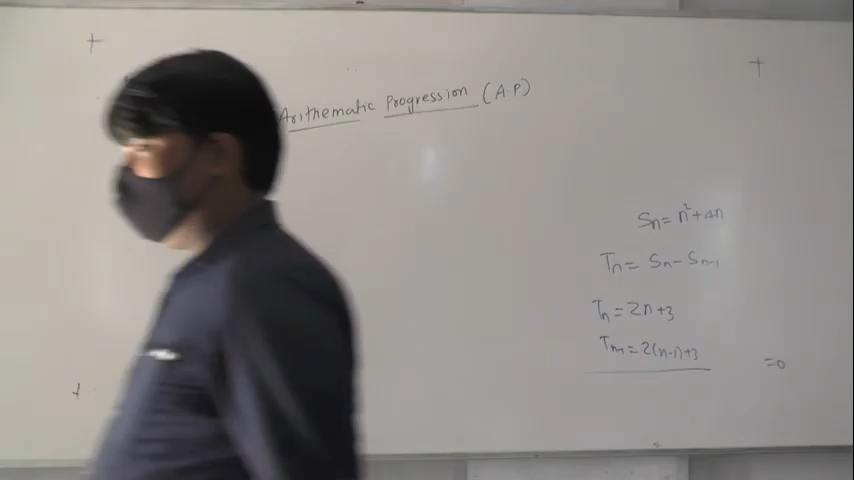 Arithematic Progression (A.P)
Sn = n²+4n
Tn = Sn - Sn-1
Tn = 2n+3
Tn-1 = 2(n-1)+3
=0